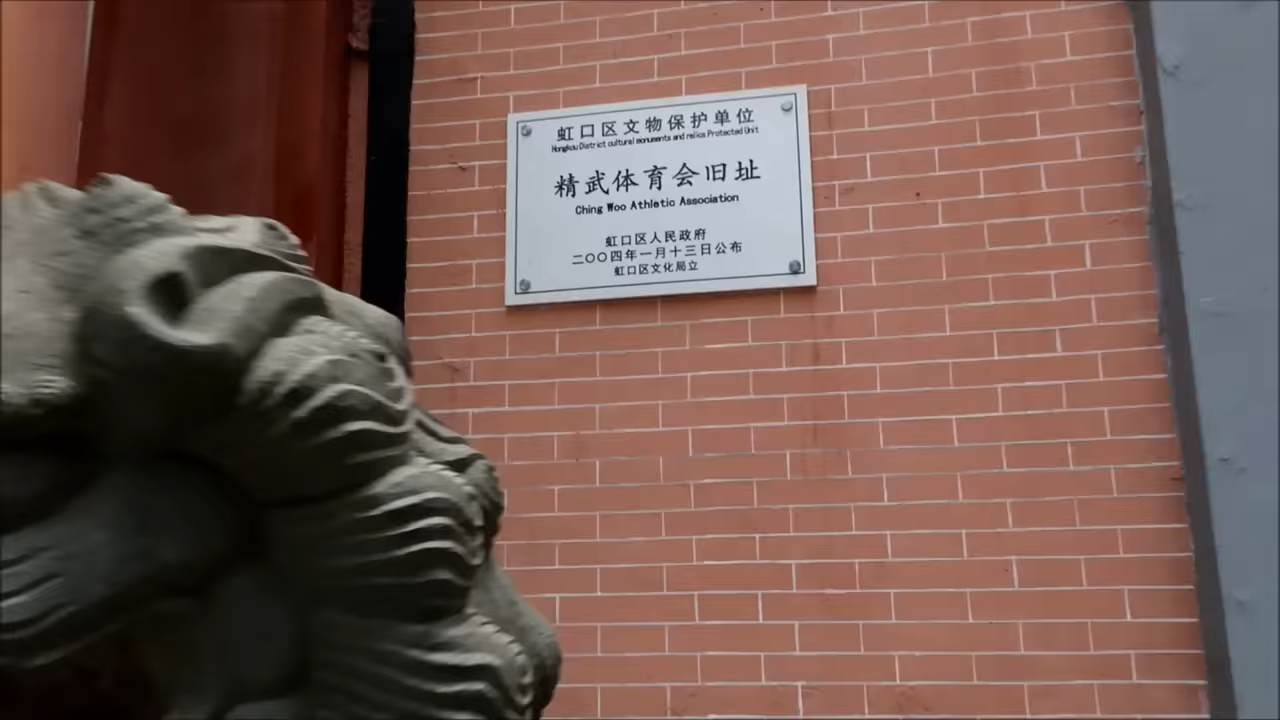 虹口区文物保护单位
Hongkou District cultural monuments and relics Protected Unit
精武体育会旧址
Ching Woo Athletic Association
虹口区人民政府
二〇〇四年一月十三日公布
虹口区文化局立